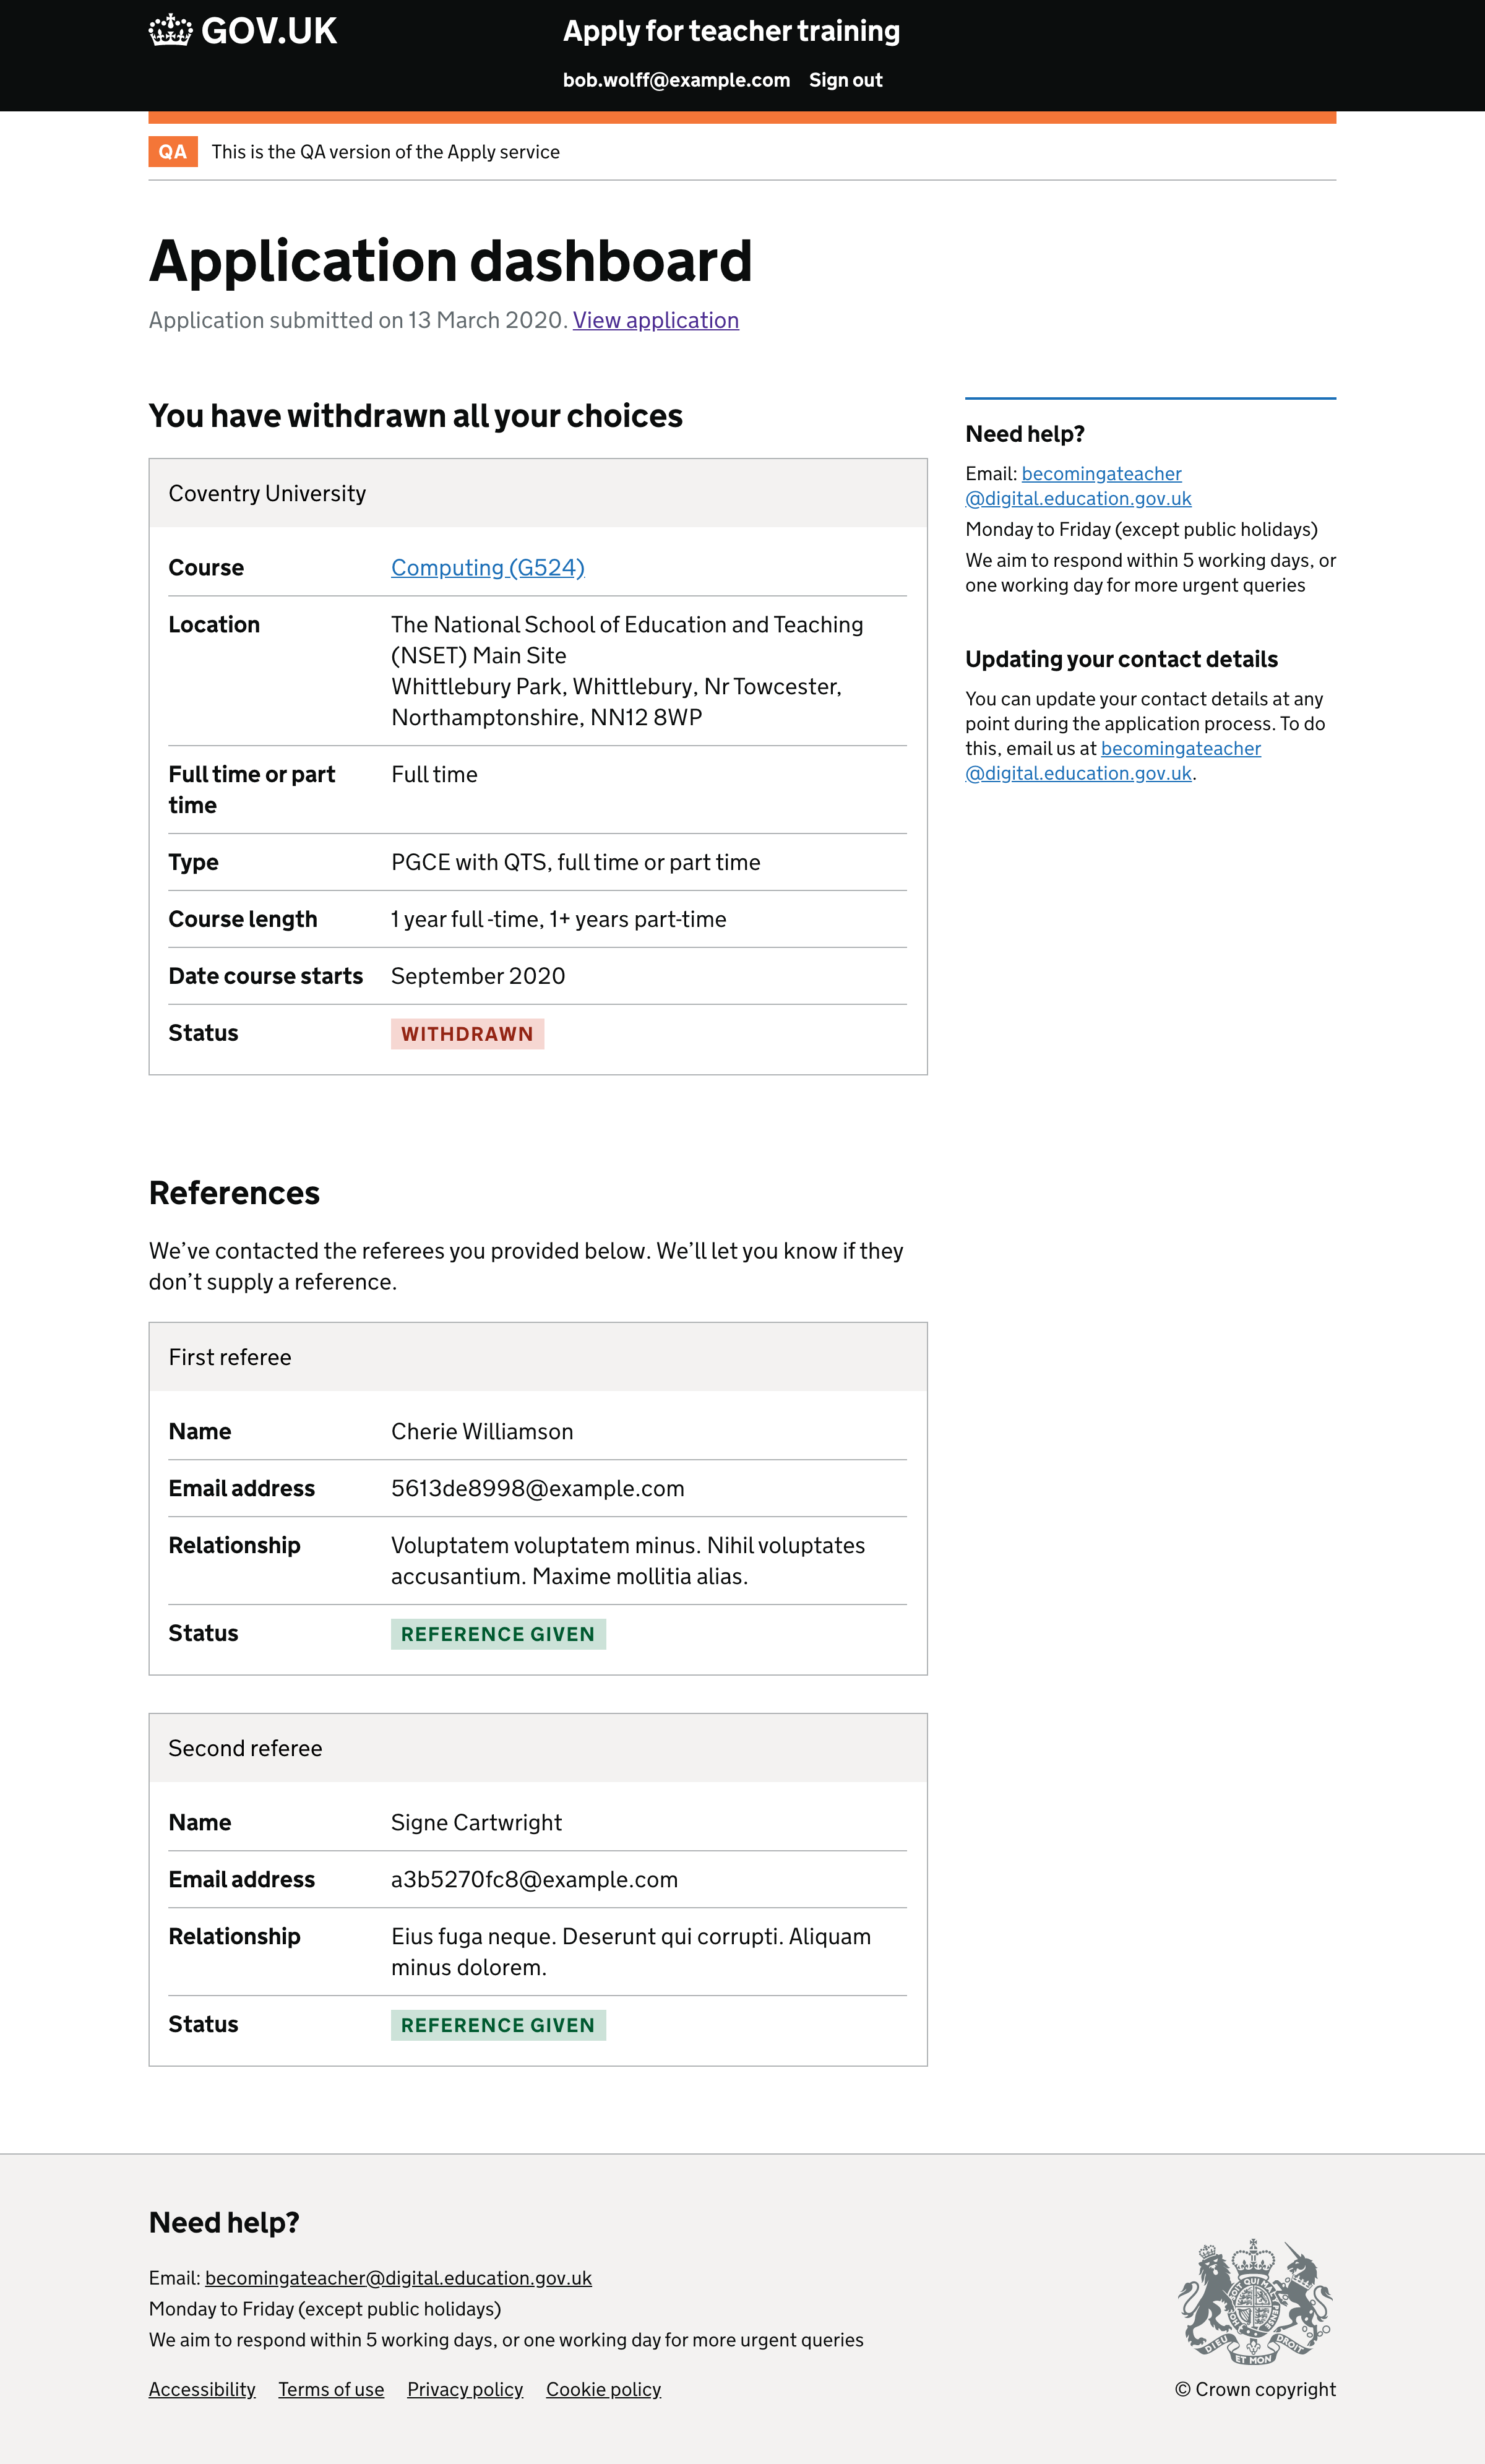 GOV.UK
Apply for teacher training
bob.wolff@example.com Sign out
QA This is the QA version of the Apply service
Application dashboard
Application submitted on 13 March 2020. View application
You have withdrawn all your choices
Coventry University
Course Computing (G524)
Location The National School of Education and Teaching
(NSET) Main Site
Whittlebury Park, Whittlebury, Nr Towcester,
Northamptonshire, NN12 8WP
Full time or part
time
Full time
Type PGCE with QTS, full time or part time
Course length 1 year full -time, 1+ years part-time
Date course starts September 2020
Status WITHDRAWN
Need help?
Email: becomingateacher
@digital.education.gov.uk
Monday to Friday (except public holidays)
We aim to respond within 5 working days, or
one working day for more urgent queries
Updating your contact details
You can update your contact details at any
point during the application process. To do
this, email us at becomingateacher
@digital.education.gov.uk.
References
We’ve contacted the referees you provided below. We’ll let you know if they
don’t supply a reference.
First referee
Name Cherie Williamson
Email address 5613de8998@example.com
Relationship Voluptatem voluptatem minus. Nihil voluptates
accusantium. Maxime mollitia alias.
Status REFERENCE GIVEN
Second referee
Name Signe Cartwright
Email address a3b5270fc8@example.com
Relationship Eius fuga neque. Deserunt qui corrupti. Aliquam
minus dolorem.
Status REFERENCE GIVEN
Need help?
Email: becomingateacher@digital.education.gov.uk
Monday to Friday (except public holidays)
We aim to respond within 5 working days, or one working day for more urgent queries
Accessibility Terms of use Privacy policy Cookie policy
DIEU ET MON DROIT
© Crown copyright